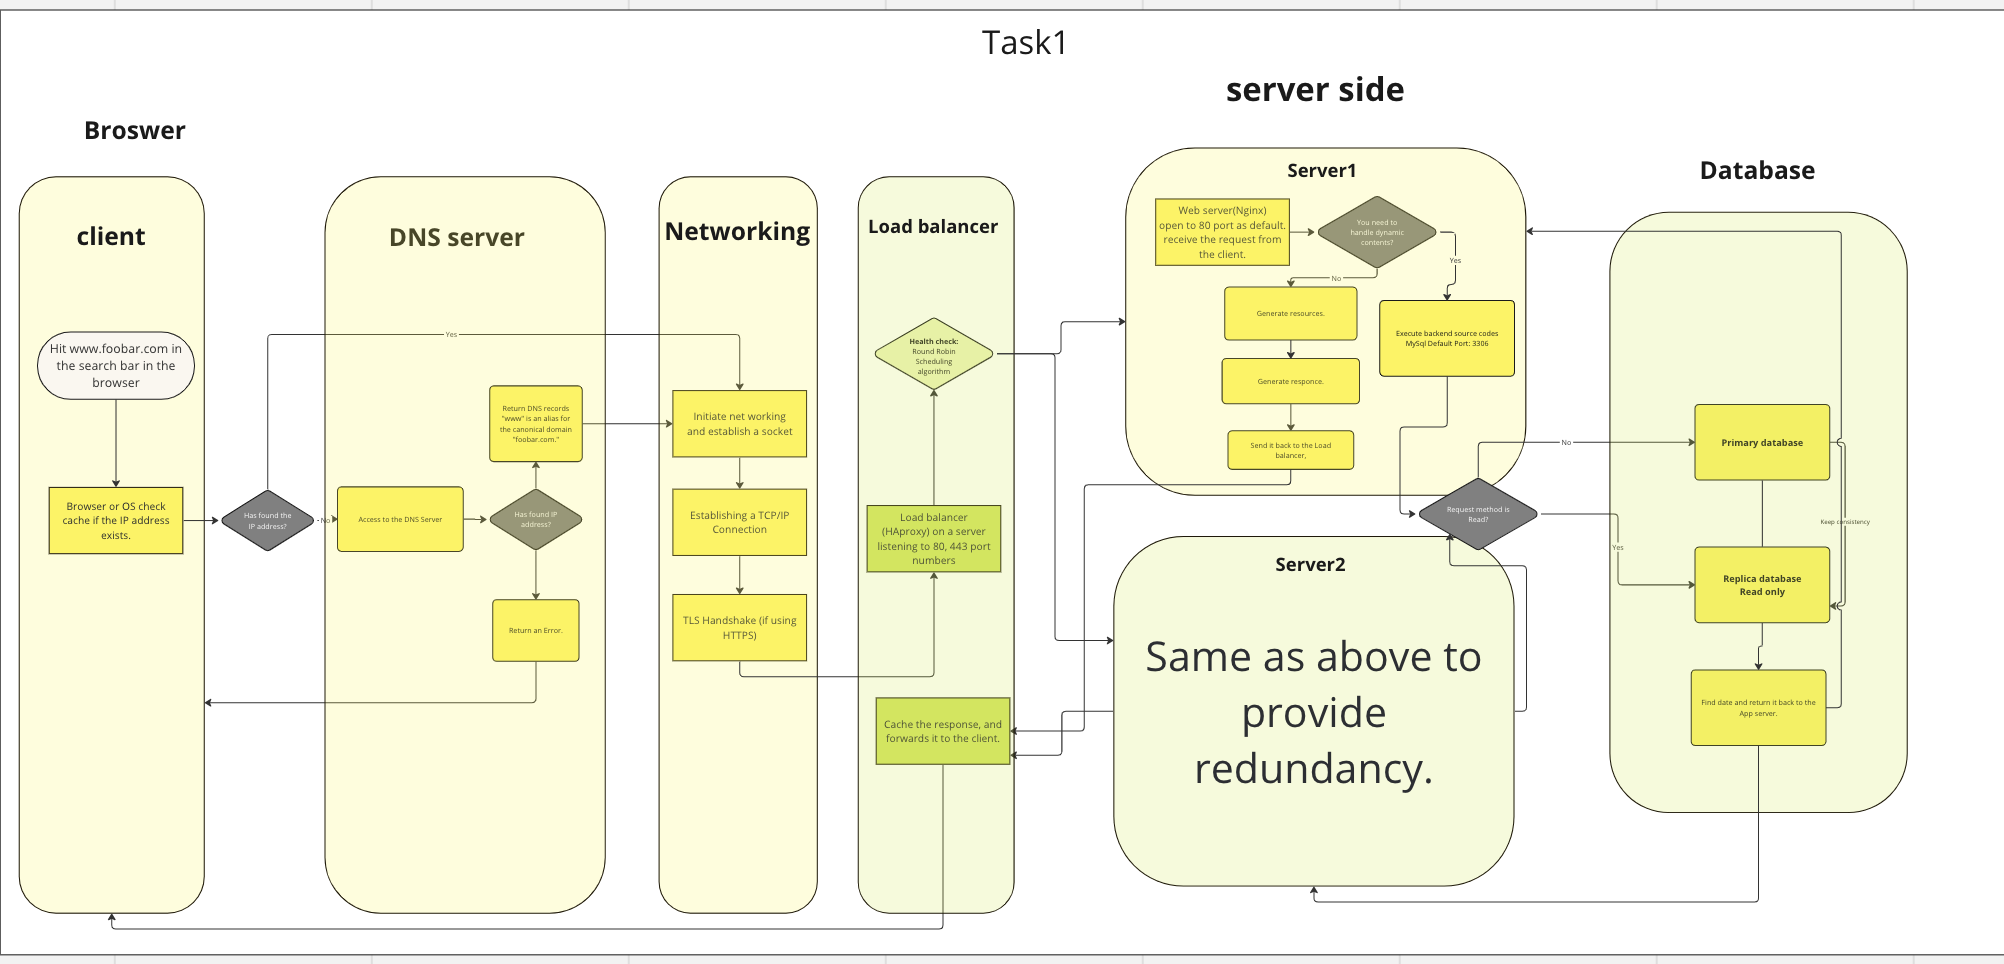 Task1
server side
Broswer
client
Hit www.foobar.com in
the search bar in the
browser
Browser or OS check
cache if the IP address
exists.
Has found the
IP address?
Yes
No
DNS server
Access to the DNS Server
Has found IP
address?
Return DNS records
"www" is an alias for
the canonical domain
"foobar.com."
Return an Error.
Networking
Initiate net working
and establish a socket
Establishing a TCP/IP
Connection
TLS Handshake (if using
HTTPS)
Load balancer
Health check:
Round Robin
Scheduling
algorithm
Load balancer
(HAproxy) on a server
listening to 80, 443 port
numbers
Cache the response, and
forwards it to the client.
Server1
Web server(Nginx)
open to 80 port as default.
receive the request from
the client.
You need to
handle dynamic
contents?
Yes
No
Generate resources.
Generate responce.
Send it back to the Load
balancer,
Execute backend source codes
MySql Default Port: 3306
Request method is
Read?
No
Yes
Server2
Same as above to
provide
redundancy.
Database
Primary database
Keep consistency
Replica database
Read only
Find date and return it back to the
App server.